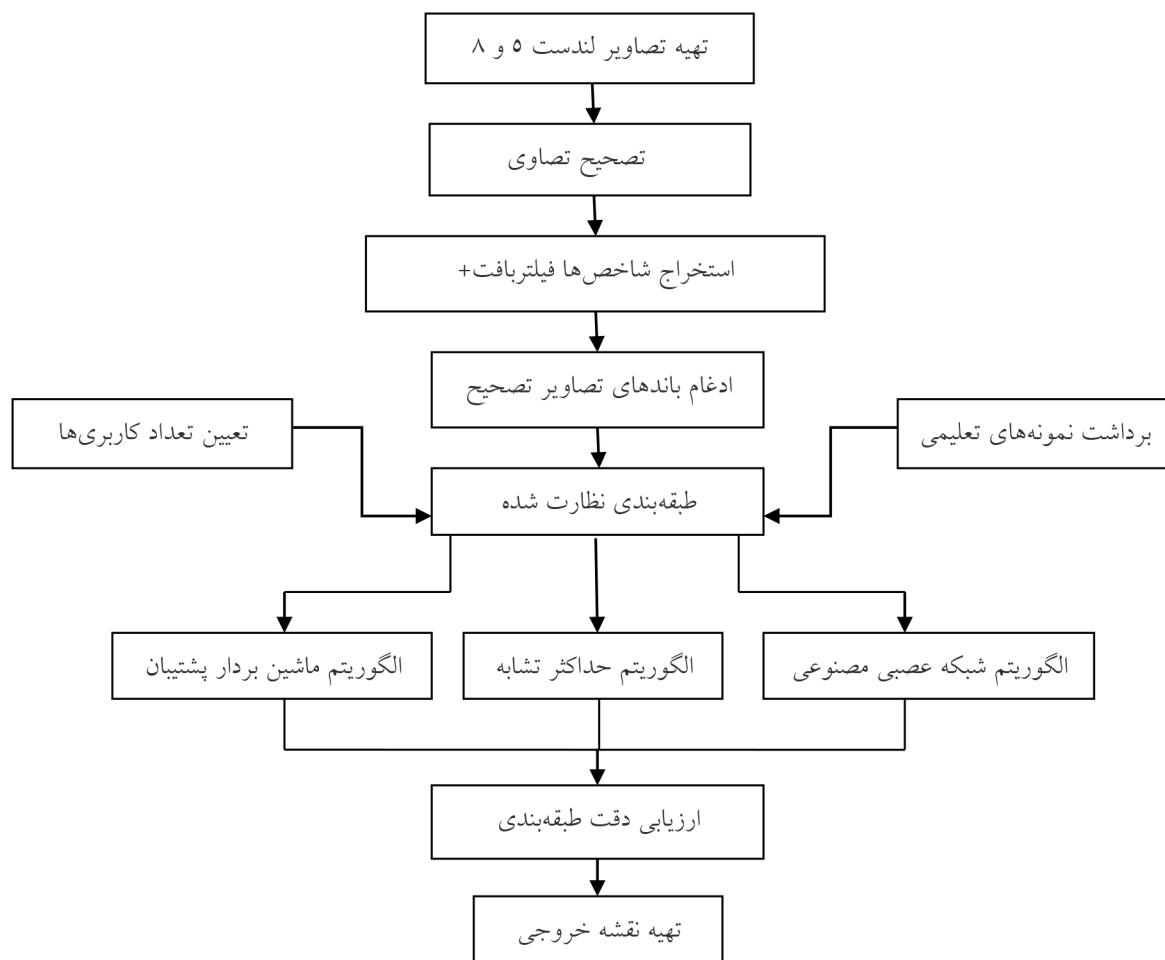 تهیه تصاویر لندست ۵ و ۸
تصحیح تصاوی
استخراج شاخص‌ها فیلتربافت+
ادغام باندهای تصاویر تصحیح
برداشت نمونه‌های تعلیمی
تعیین تعداد کاربری‌ها
طبقه‌بندی نظارت شده
الگوریتم شبکه عصبی مصنوعی
الگوریتم حداکثر تشابه
الگوریتم ماشین بردار پشتیبان
ارزیابی دقت طبقه‌بندی
تهیه نقشه خروجی